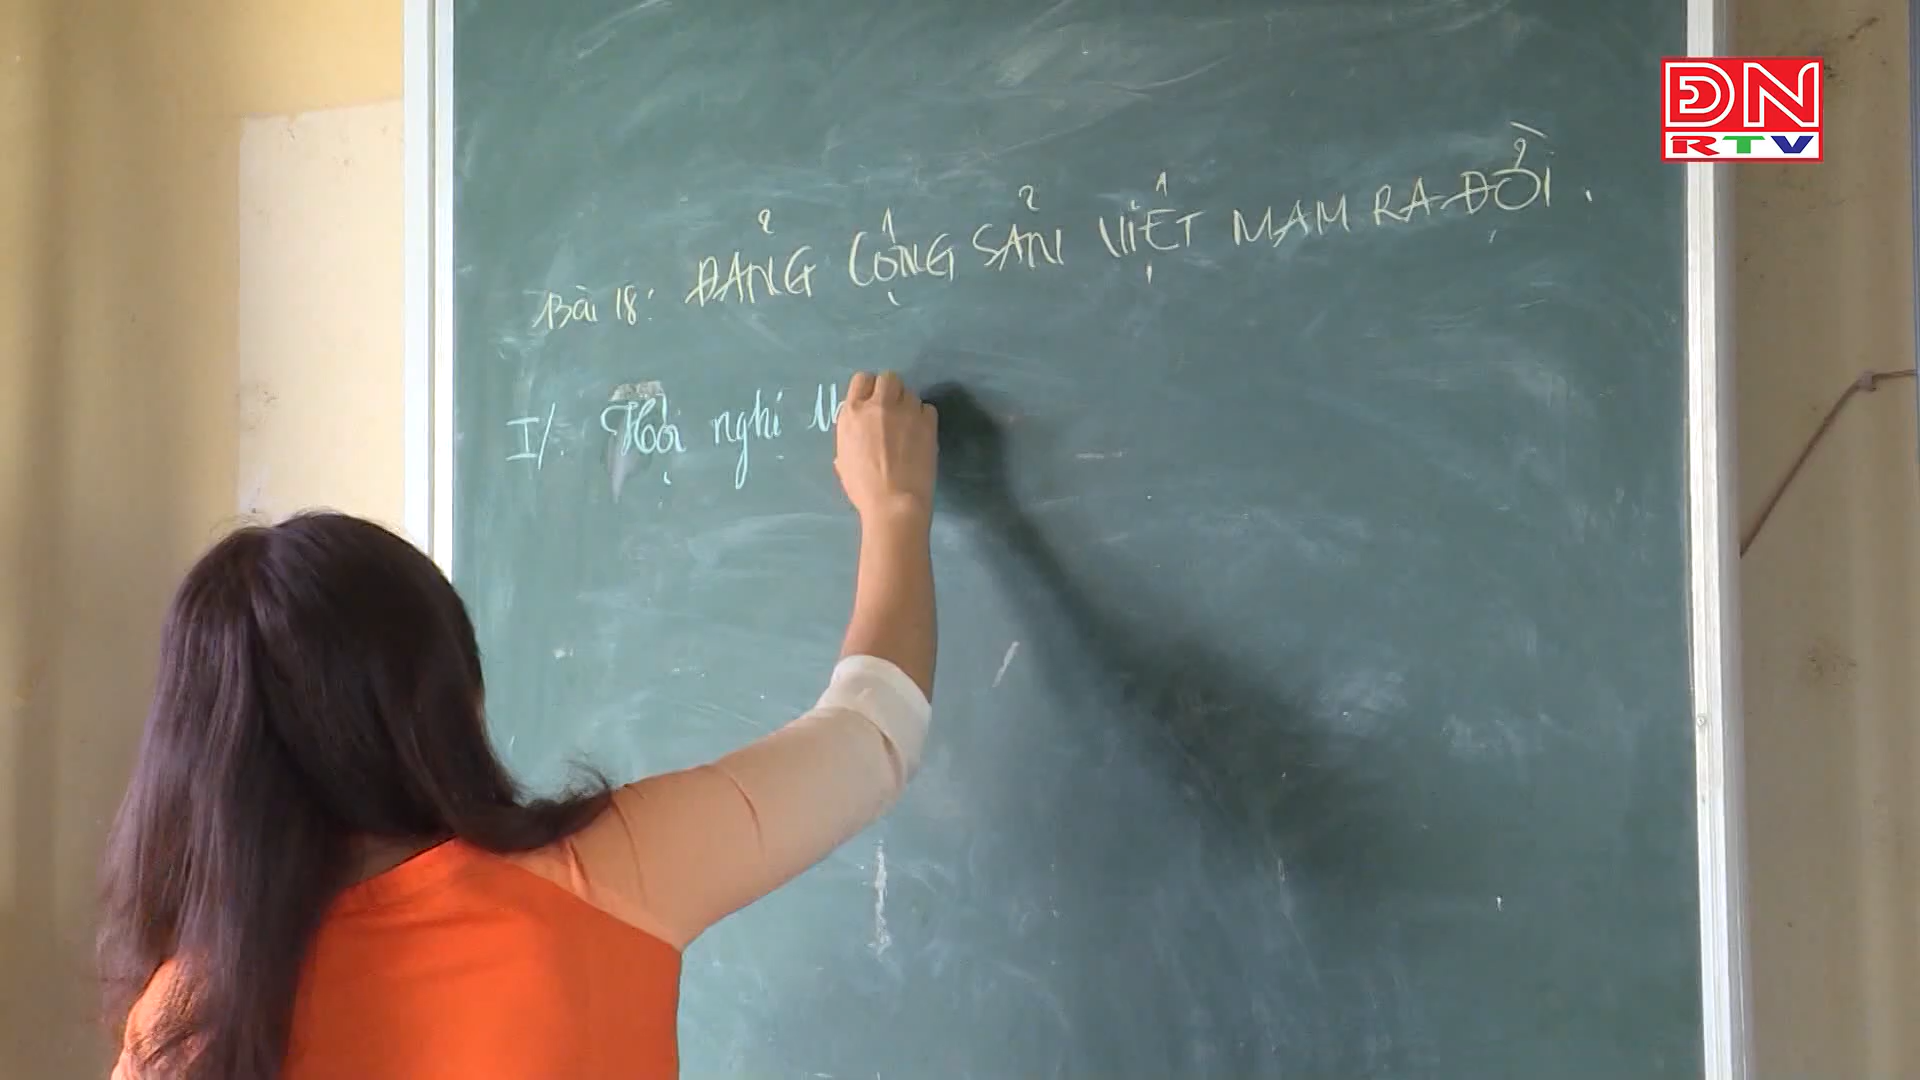 ĐN
RTV
Bài 18: ĐẢNG CỘNG SẢN VIỆT NAM RA ĐỜI.
I/. Hội nghị